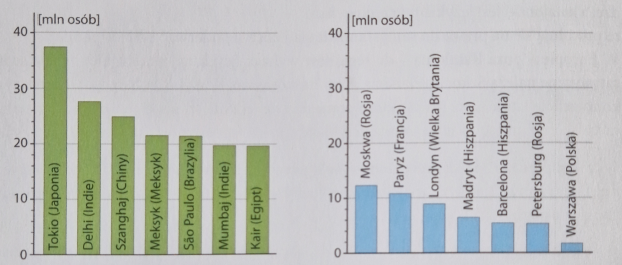 [mln osób]
40
30
20
10
0
Tokio (Japonia)
Delhi (Indie)
Szanghaj (Chiny)
Meksyk (Meksyk)
São Paulo (Brazylia)
Mumbaj (Indie)
Kair (Egipt)
[mln osób]
40
30
20
10
0
Moskwa (Rosja)
Paryż (Francja)
Londyn (Wielka Brytania)
Madryt (Hiszpania)
Barcelona (Hiszpania)
Petersburg (Rosja)
Warszawa (Polska)